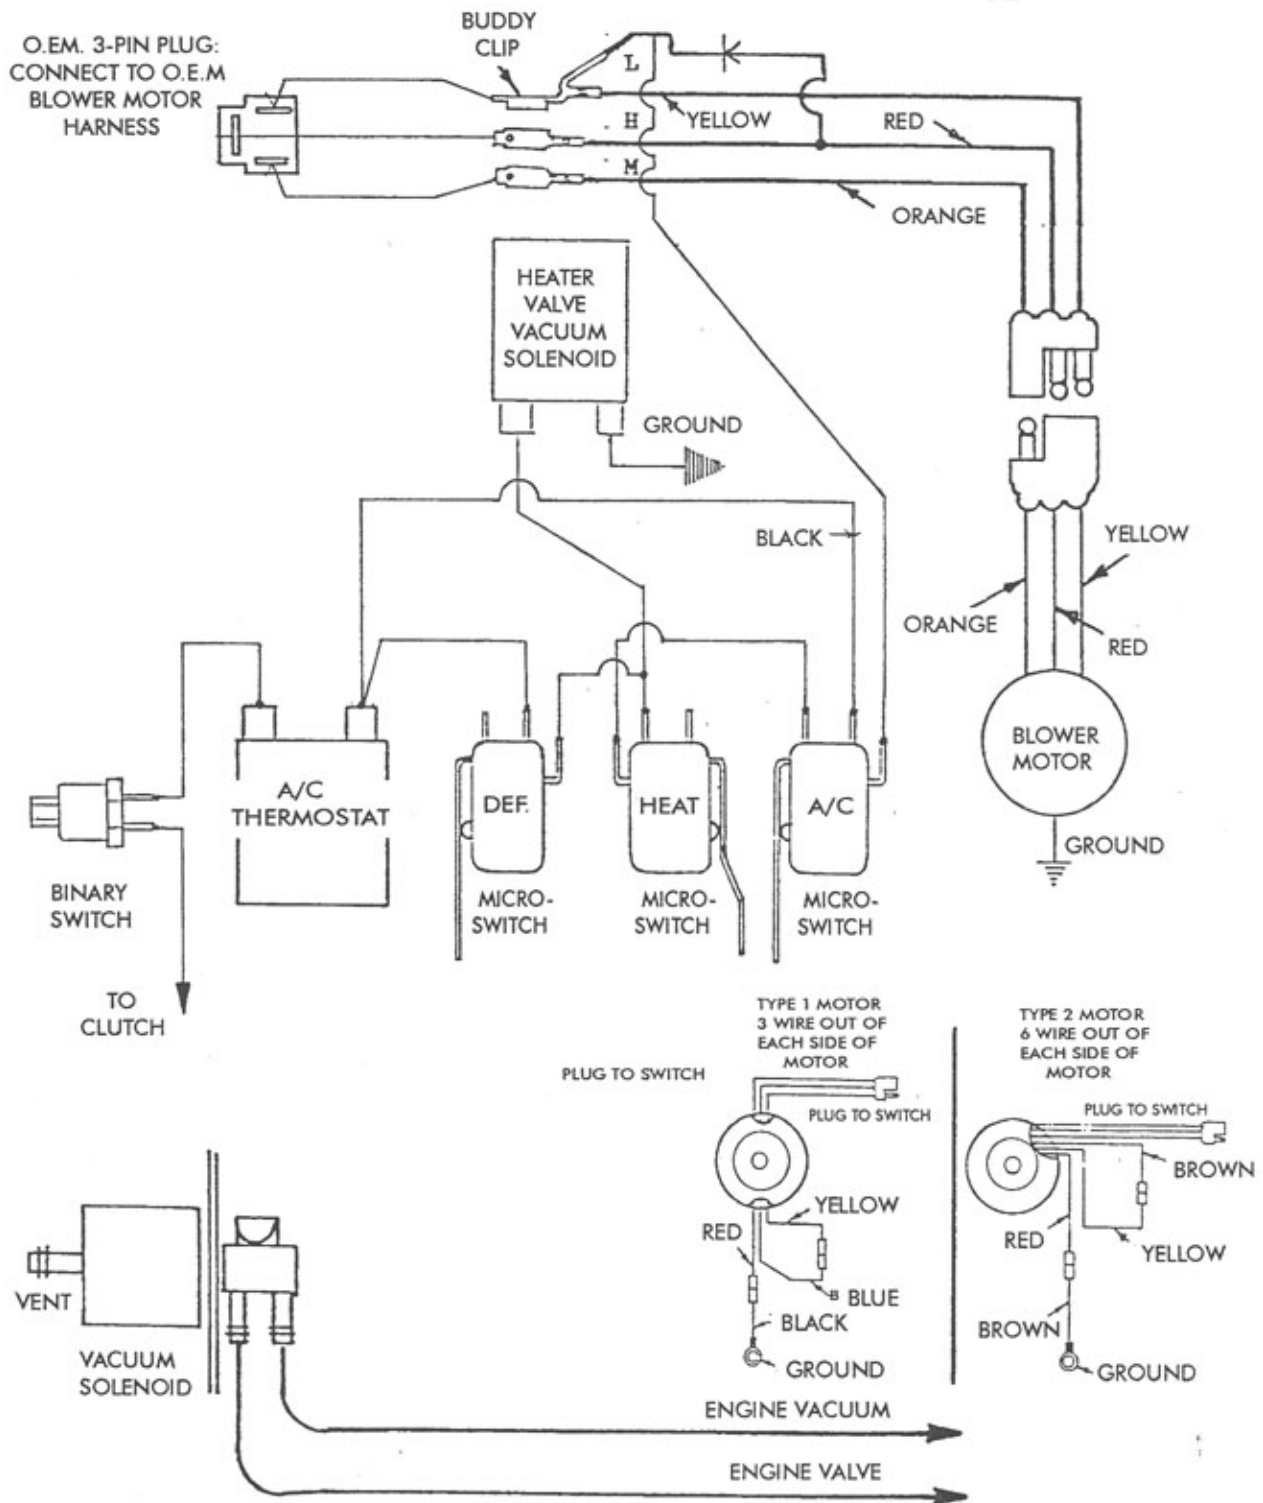 O.EM. 3-PIN PLUG:
CONNECT TO O.E.M
BLOWER MOTOR
HARNESS
BUDDY
CLIP
L
H
M
YELLOW
RED
ORANGE
HEATER
VALVE
VACUUM
SOLENOID
GROUND
BLACK
YELLOW
ORANGE
RED
BLOWER
MOTOR
GROUND
A/C
THERMOSTAT
DEF.
HEAT
A/C
BINARY
SWITCH
MICRO-
SWITCH
MICRO-
SWITCH
MICRO-
SWITCH
TO
CLUTCH
TYPE 1 MOTOR
3 WIRE OUT OF
EACH SIDE OF
MOTOR
PLUG TO SWITCH
PLUG TO SWITCH
YELLOW
RED
B BLUE
BLACK
GROUND
TYPE 2 MOTOR
6 WIRE OUT OF
EACH SIDE OF
MOTOR
PLUG TO SWITCH
BROWN
RED
YELLOW
BROWN
GROUND
VENT
VACUUM
SOLENOID
ENGINE VACUUM
ENGINE VALVE